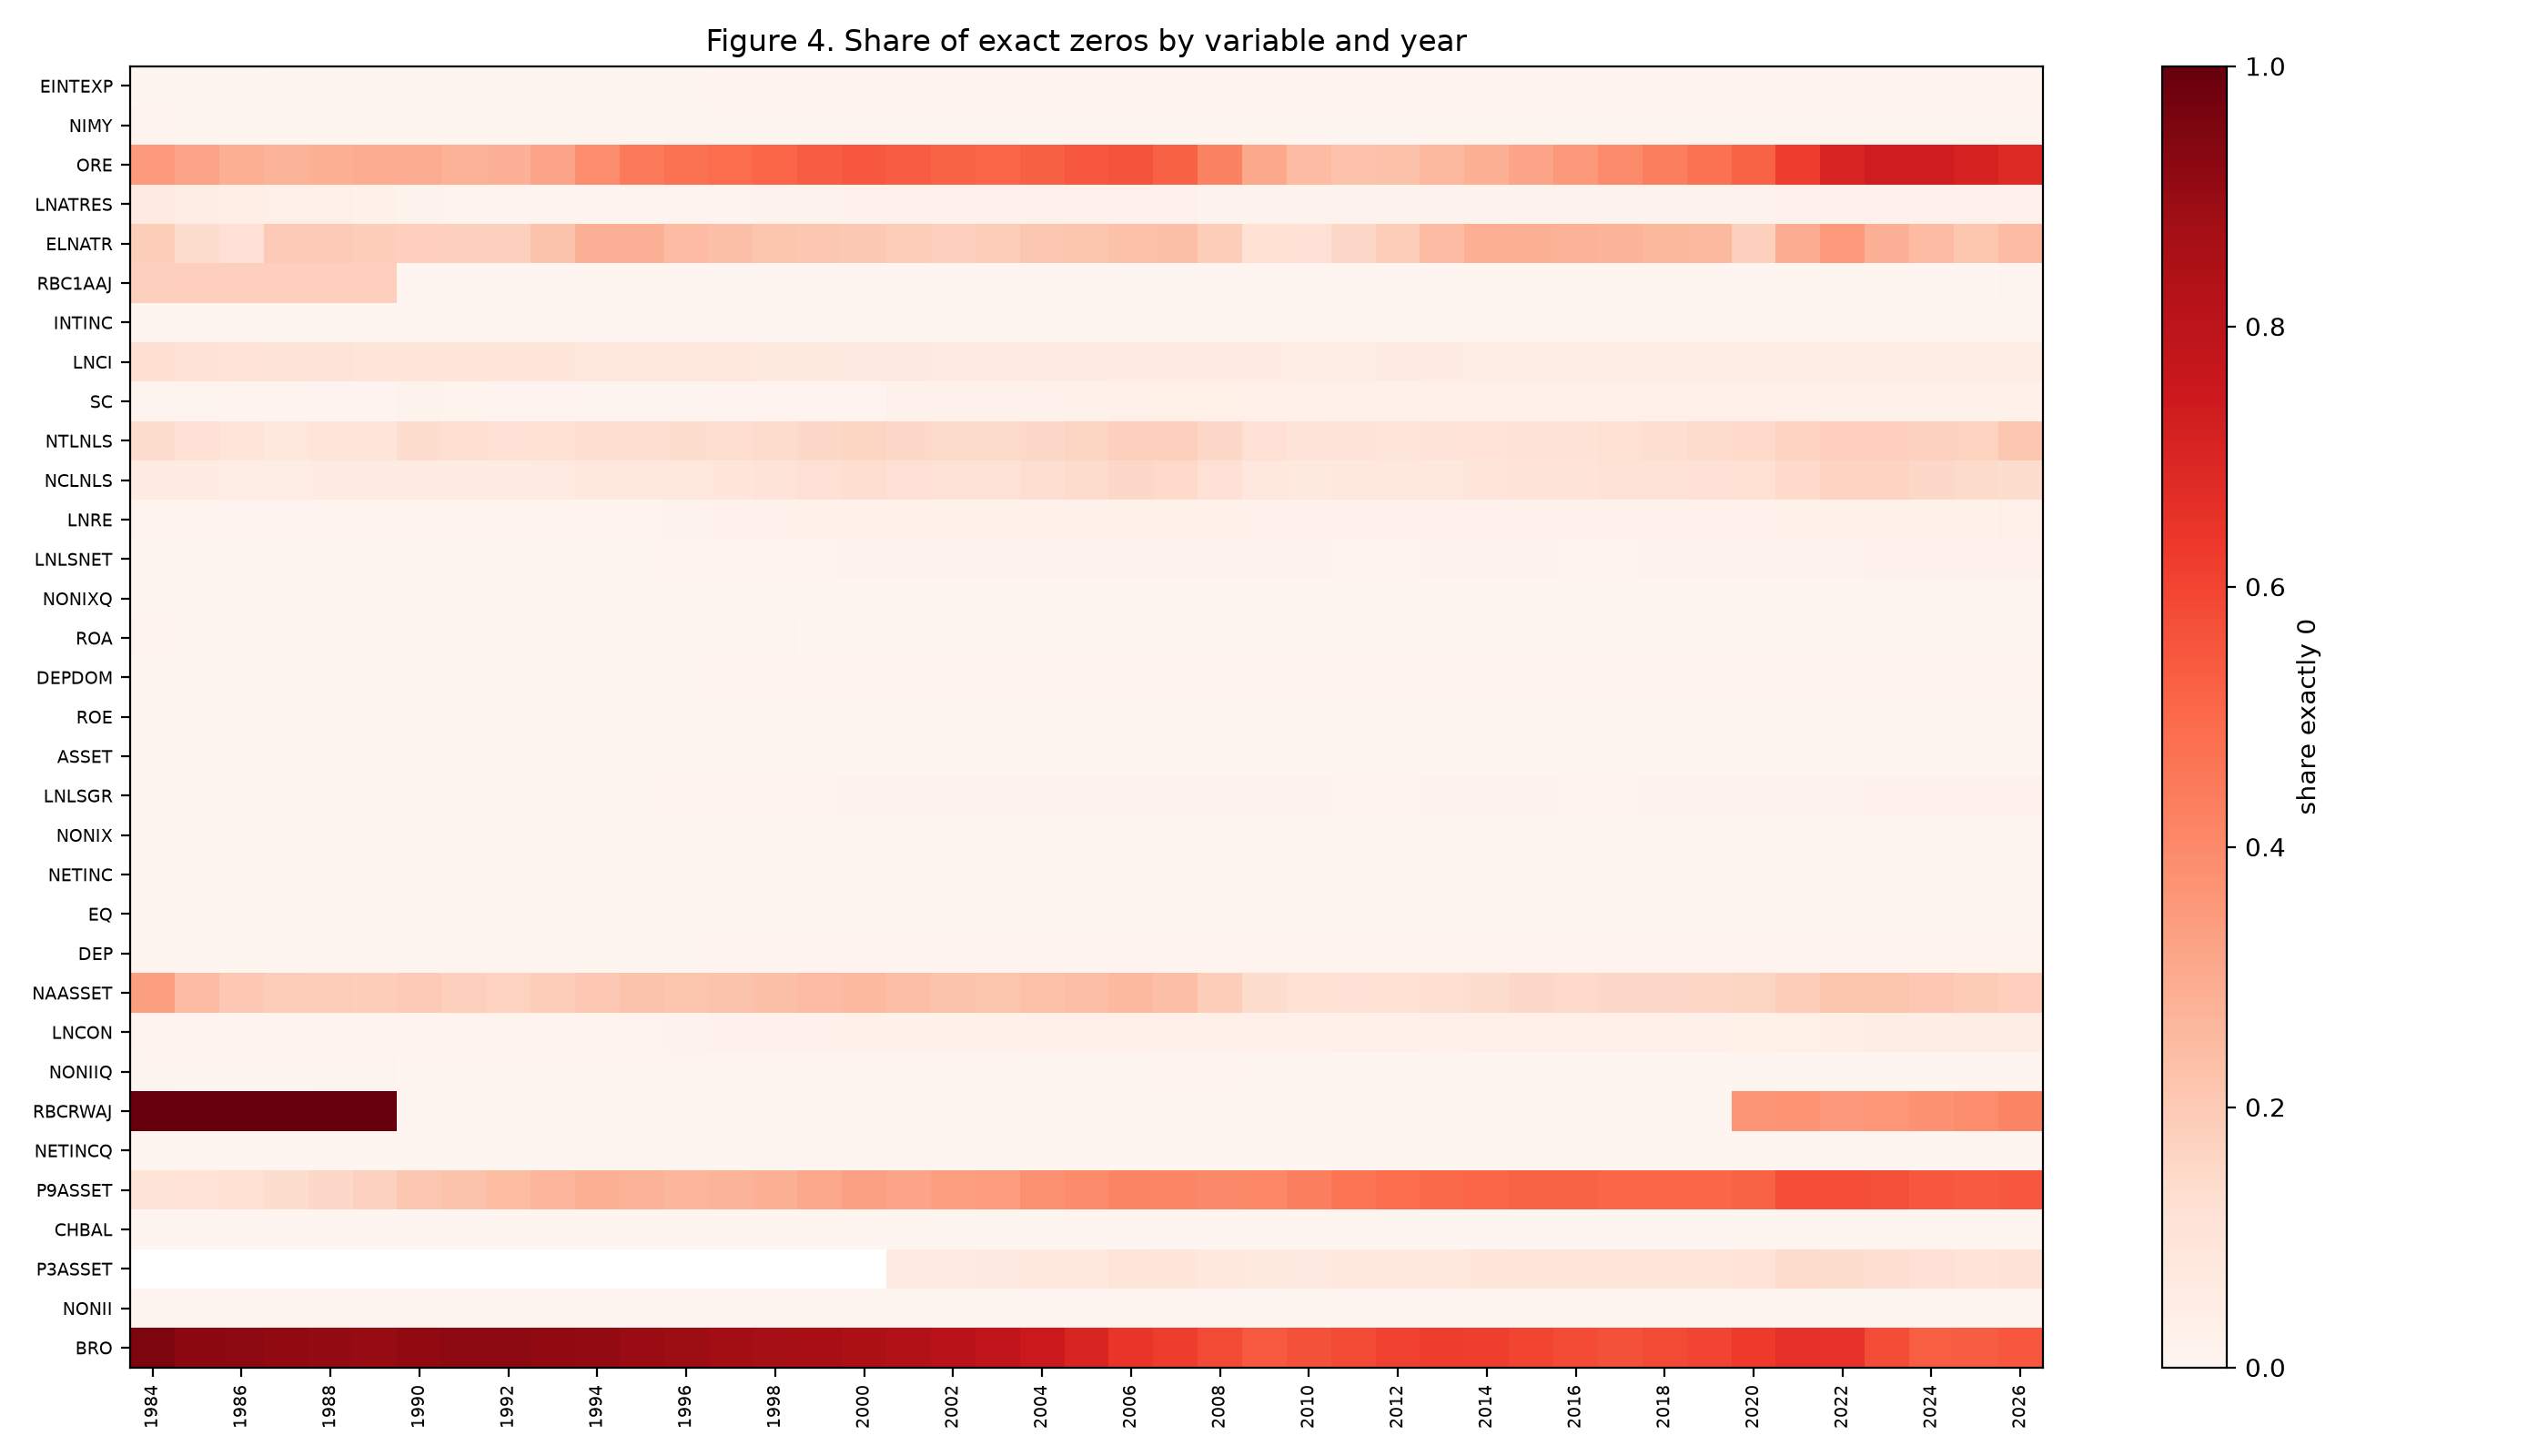 Figure 4. Share of exact zeros by variable and year
EINTEXP
NIMY
ORE
LNATRES
ELNATR
RBC1AAJ
INTINC
LNCI
SC
NTLNLS
NCLNLS
LNRE
LNLSNET
NONIXQ
ROA
DEPDOM
ROE
ASSET
LNLSGR
NONIX
NETINC
EQ
DEP
NAASSET
LNCON
NONIIQ
RBCRWAJ
NETINCQ
P9ASSET
CHBAL
P3ASSET
NONII
BRO
1984
1986
1988
1990
1992
1994
1996
1998
2000
2002
2004
2006
2008
2010
2012
2014
2016
2018
2020
2022
2024
2026
1.0
0.8
0.6
0.4
0.2
0.0
share exactly 0